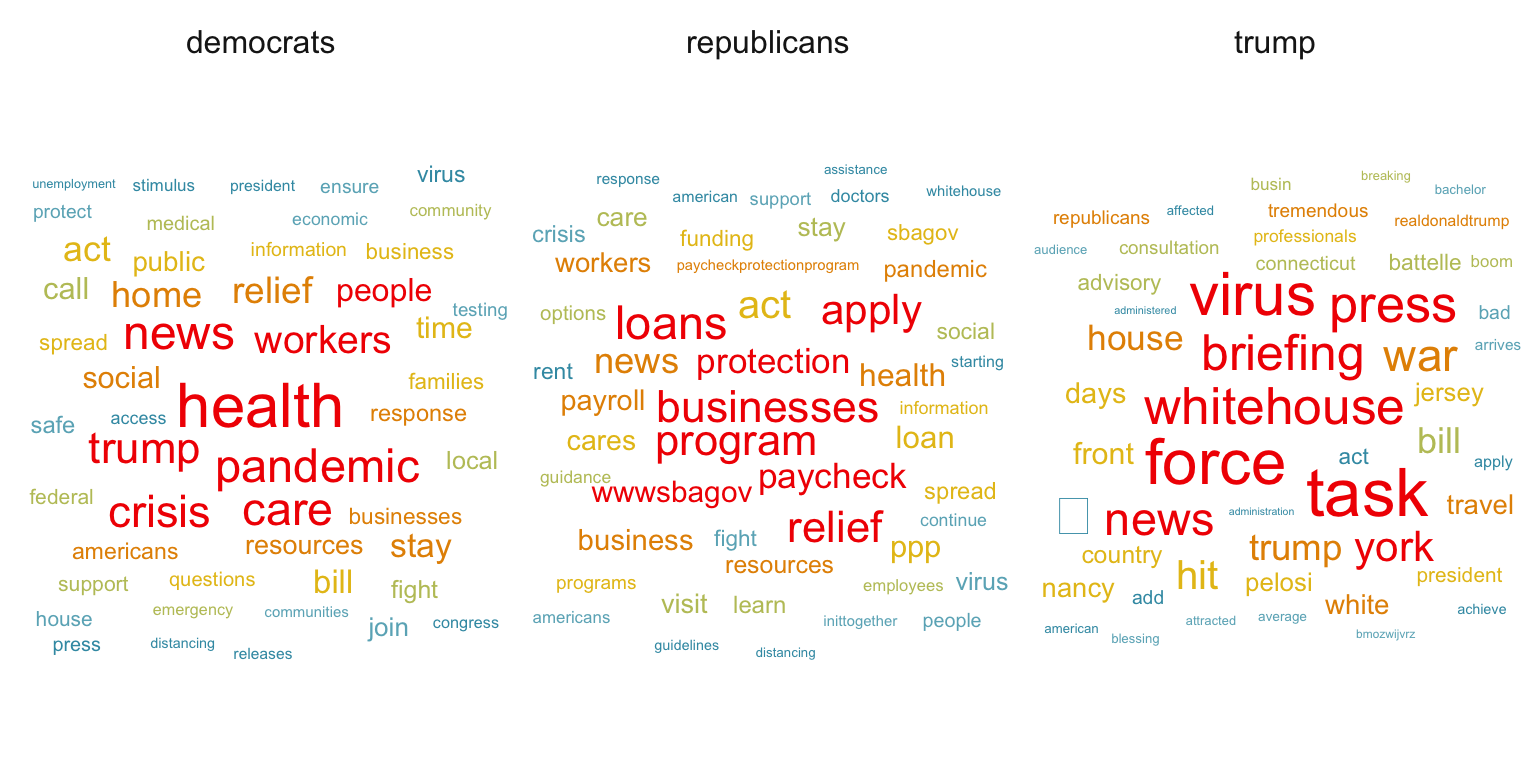 democrats
republicans
trump
unemployment stimulus president ensure virus
protect medical economic community
act public information business
call home relief people
testing
news workers time
spread
social families
safe access health response
trump pandemic local
federal crisis care businesses
americans resources stay
support questions bill fight
house emergency communities join congress
press distancing releases
response assistance
american support doctors whitehouse
crisis care funding stay sbagov
workers paycheckprotectionprogram pandemic
options loans act apply social
rent news protection health starting
payroll businesses information
cares program loan
guidance wwwsbagov paycheck spread
business fight relief continue
resources ppp
programs visit learn employees virus
americans inittogether people
guidelines distancing
busin breaking bachelor
republicans affected tremendous realdonaldtrump
audience consultation professionals
connecticut battelle boom
advisory virus press
administered bad
house briefing war arrives
days whitehouse jersey
front force act bill apply
task travel
news administration
country trump york
nancy add hit pelosi president
white achieve
american blessing attracted average bmozwijvrz